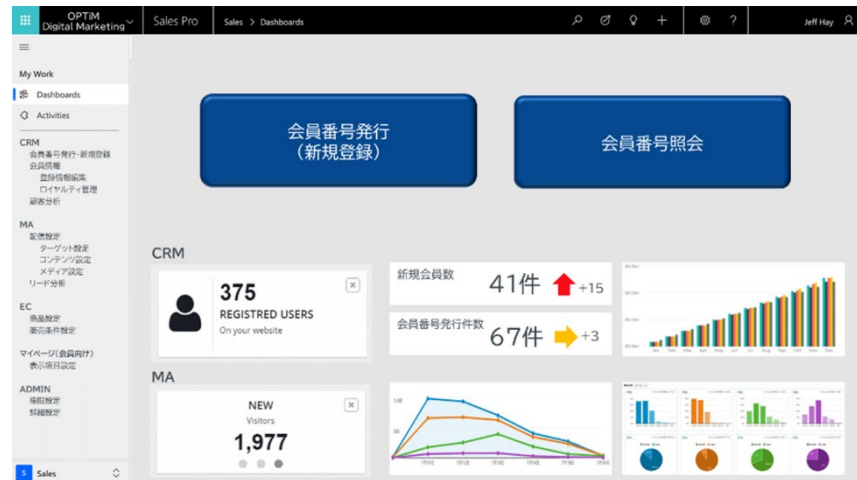 OPTiM
Digital Marketing
Sales Pro
Sales > Dashboards
Jeff Hay
My Work
Dashboards
Activities
CRM
会員番号発行・新規登録
会員情報
登録情報編集
ロイヤルティ管理
顧客分析
MA
配信設定
ターゲット設定
コンテンツ設定
メディア設定
リード分析
EC
商品設定
販売条件設定
マイページ(会員向け)
表示項目設定
ADMIN
権限設定
詳細設定
S Sales
会員番号発行
（新規登録）
会員番号照会
CRM
375
REGISTRED USERS
On your website
新規会員数
41件
+15
会員番号発行件数
67件
+3
MA
NEW
Visitors
1,977